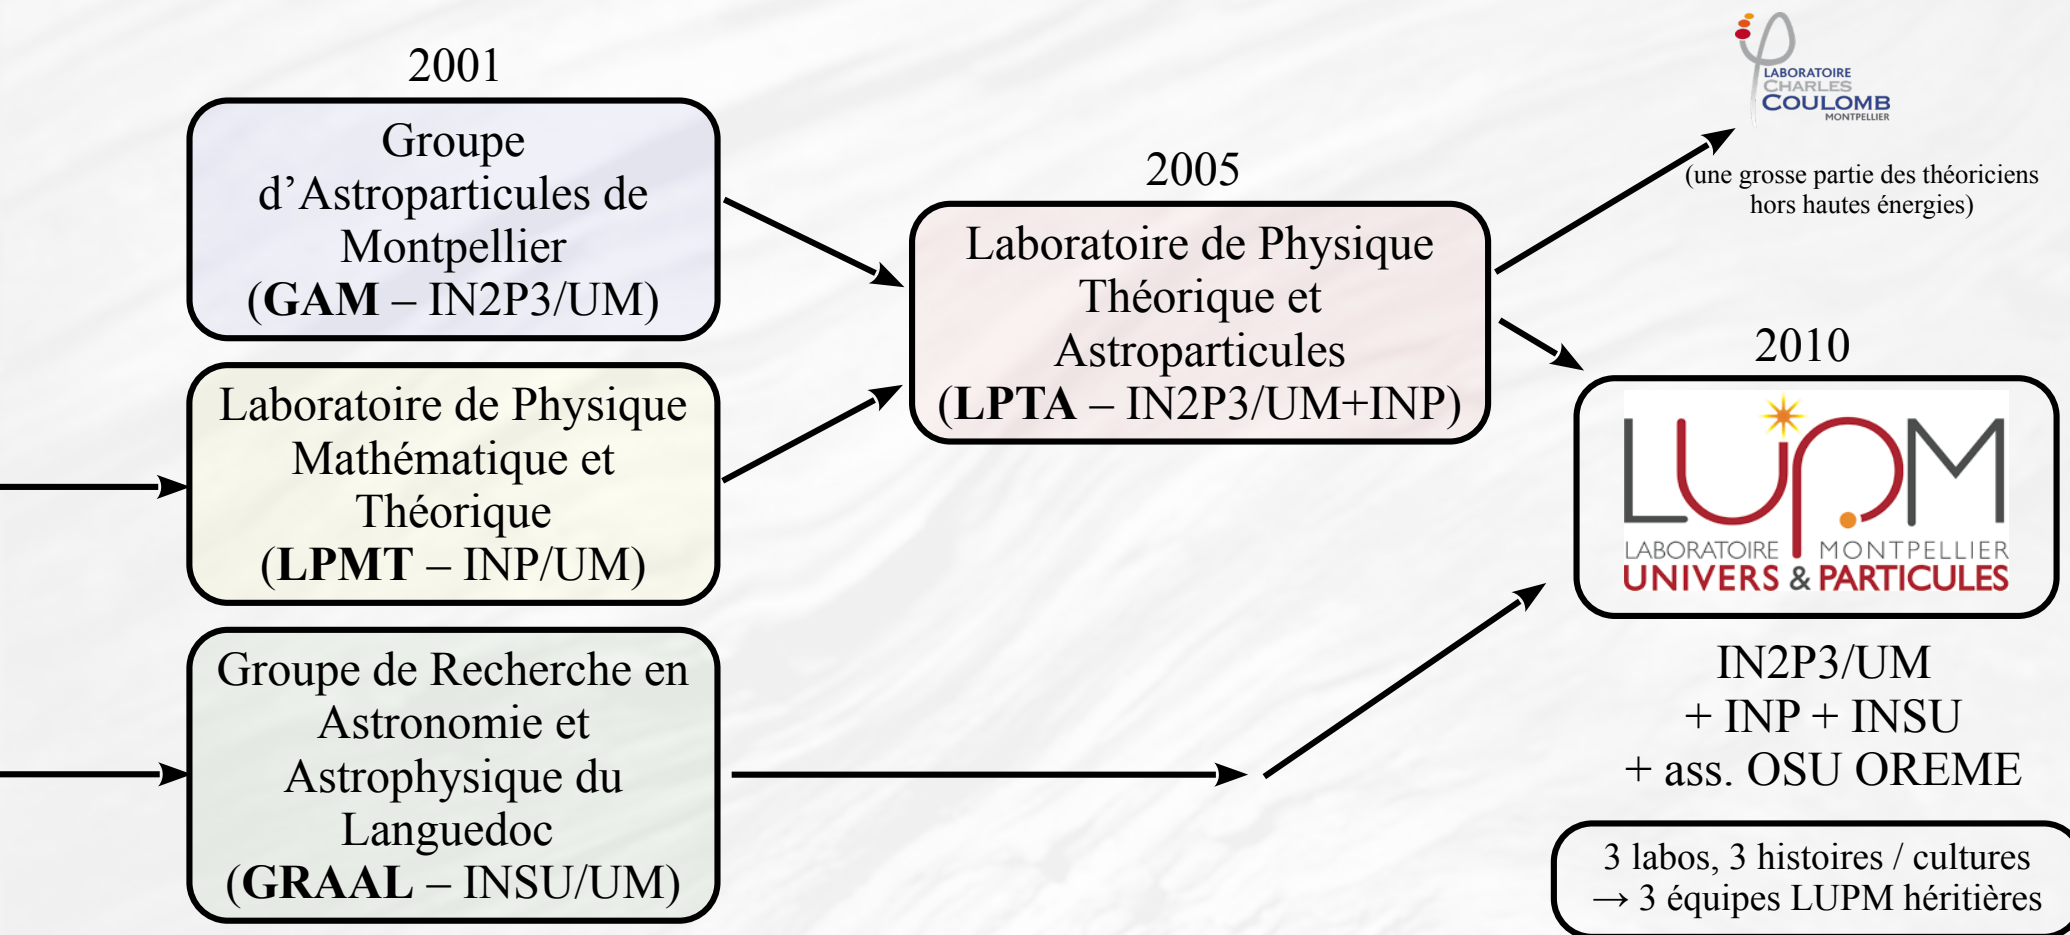 2001
Groupe
d’Astroparticules de
Montpellier
(GAM – IN2P3/UM)
Laboratoire de Physique
Mathématique et
Théorique
(LPMT – INP/UM)
Groupe de Recherche en
Astronomie et
Astrophysique du
Languedoc
(GRAAL – INSU/UM)
2005
Laboratoire de Physique
Théorique et
Astroparticules
(LPTA – IN2P3/UM+INP)
LABORATOIRE
CHARLES
COULOMB
MONTPELLIER
(une grosse partie des théoriciens
hors hautes énergies)
2010
LUPM
LABORATOIRE MONTPELLIER
UNIVERS & PARTICULES
IN2P3/UM
+ INP + INSU
+ ass. OSU OREME
3 labos, 3 histoires / cultures
→ 3 équipes LUPM héritières